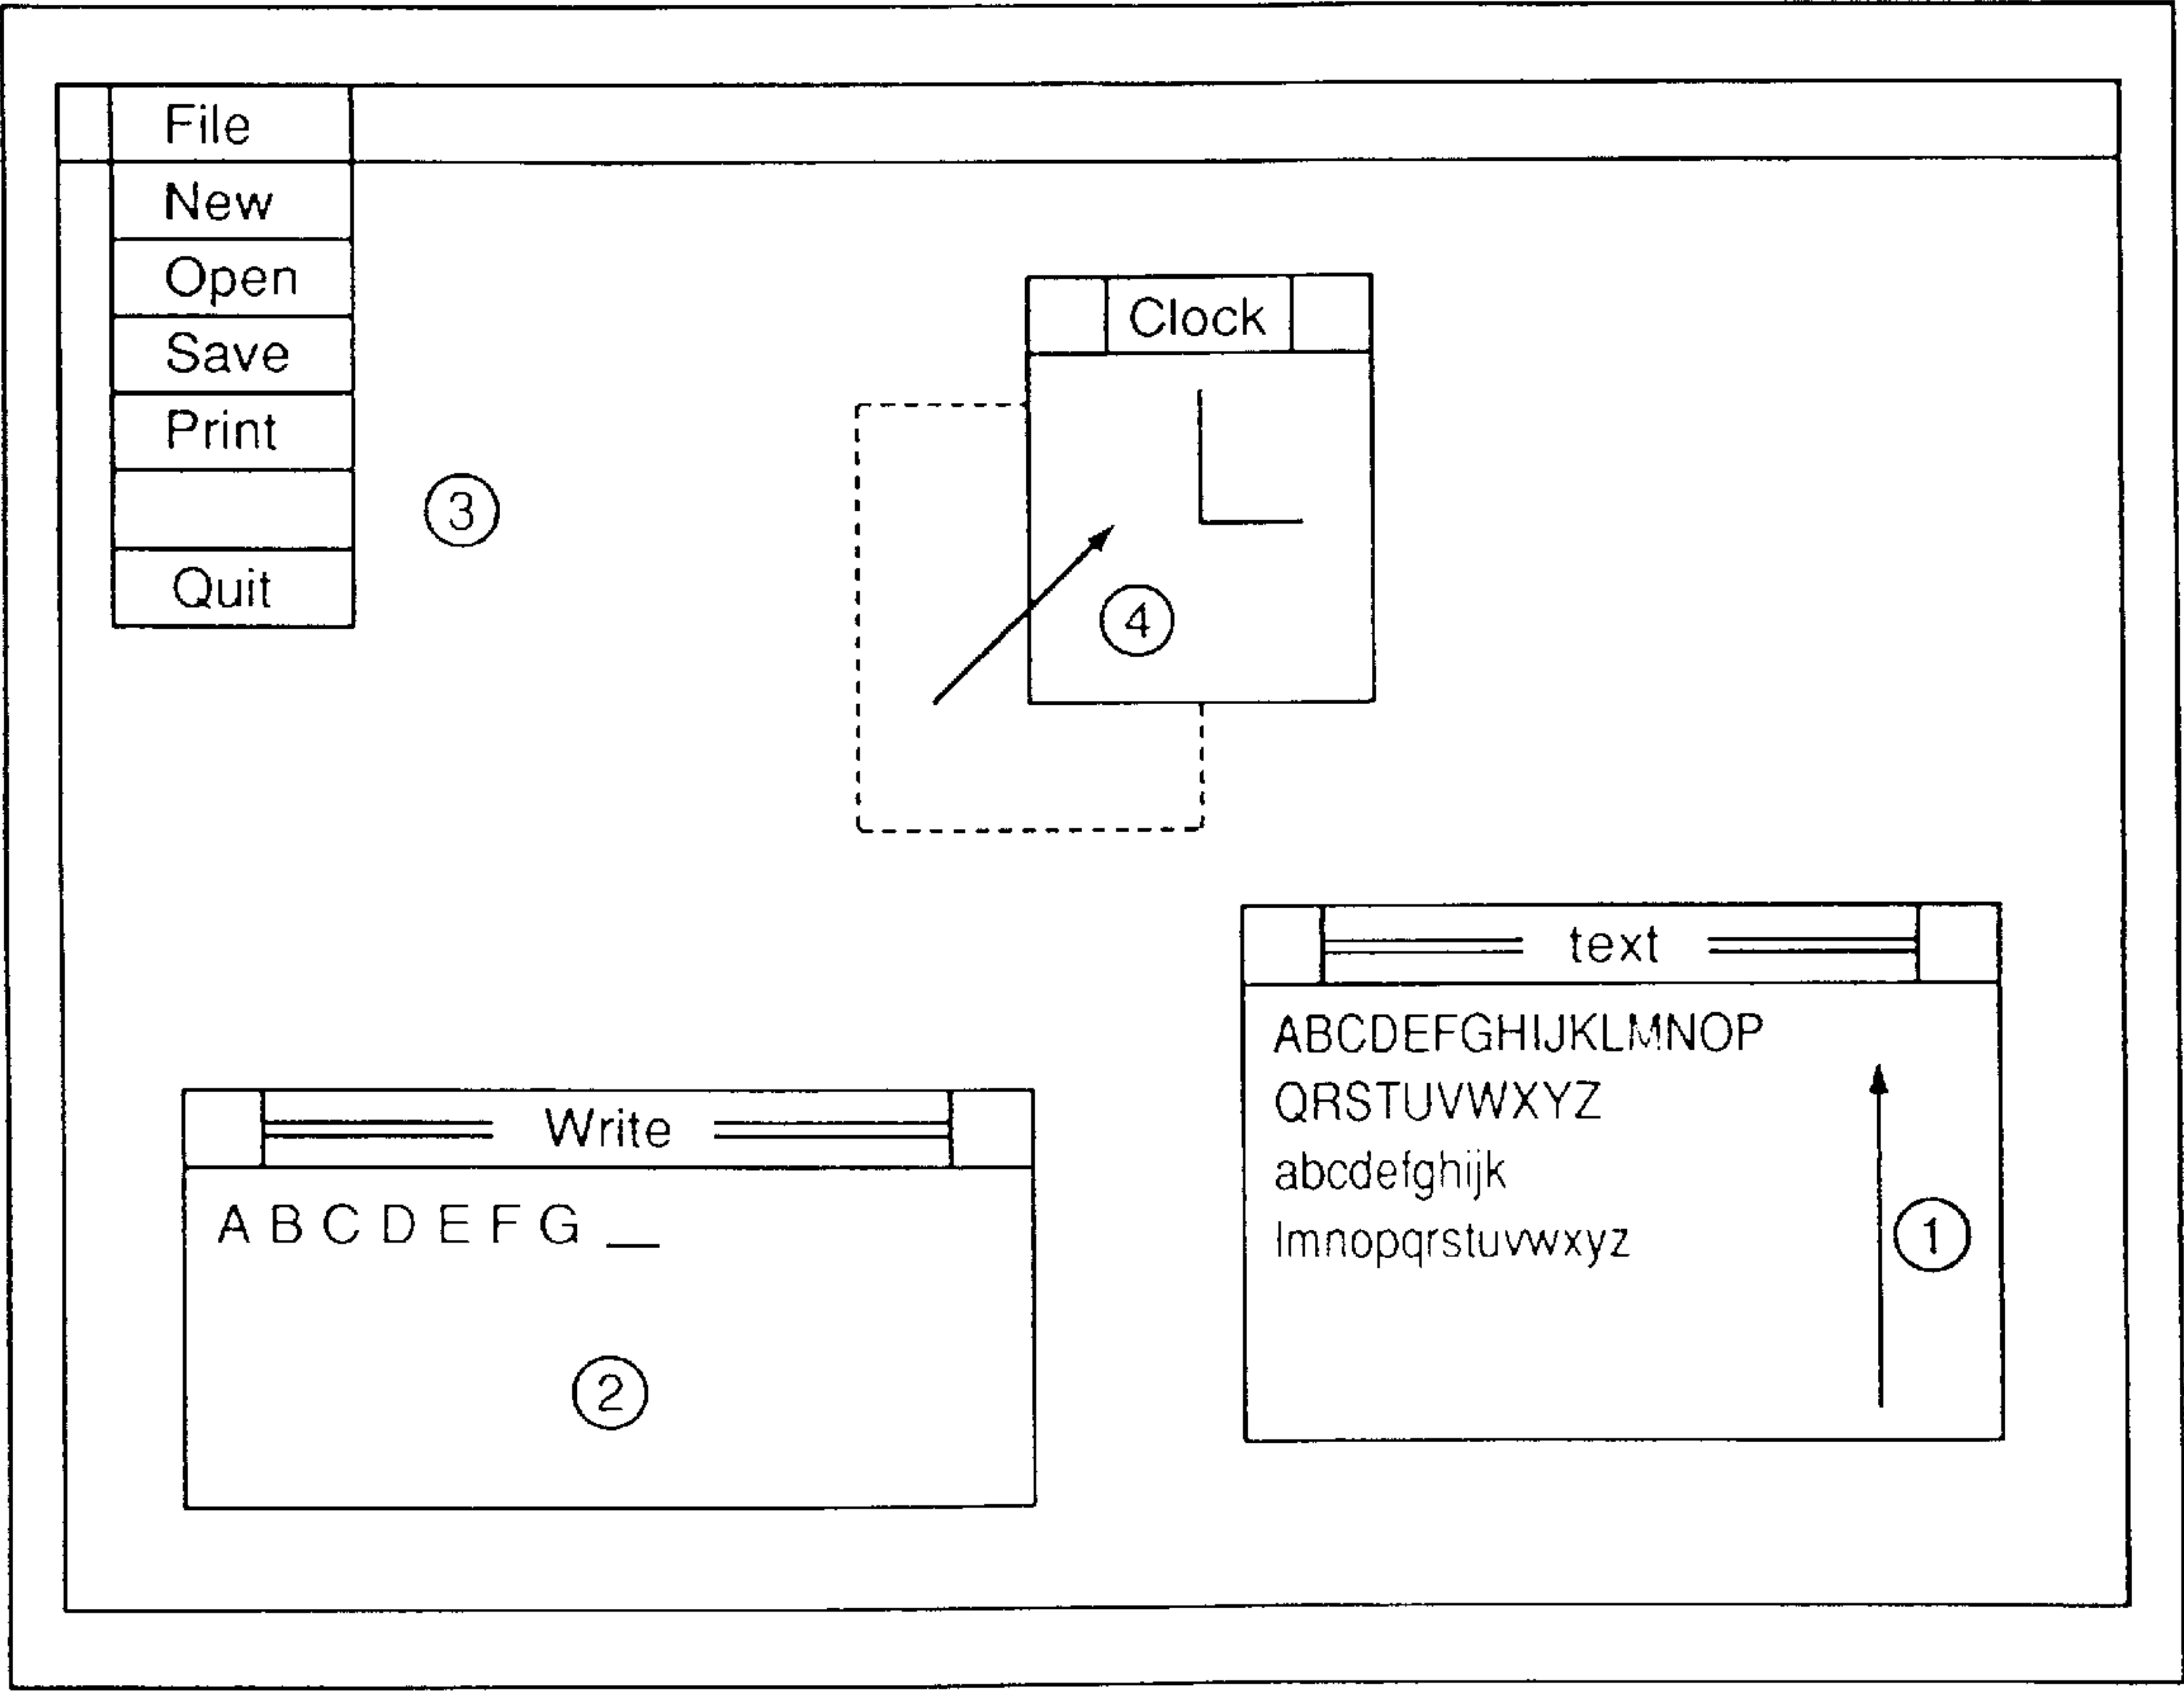 File
New
Open
Save
Print
Quit
3
Clock
4
text
ABCDEFGHIJKLMNOP
QRSTUVWXYZ
abcdefghijk
lmnopqrstuvwxyz
1
Write
A B C D E F G _
2